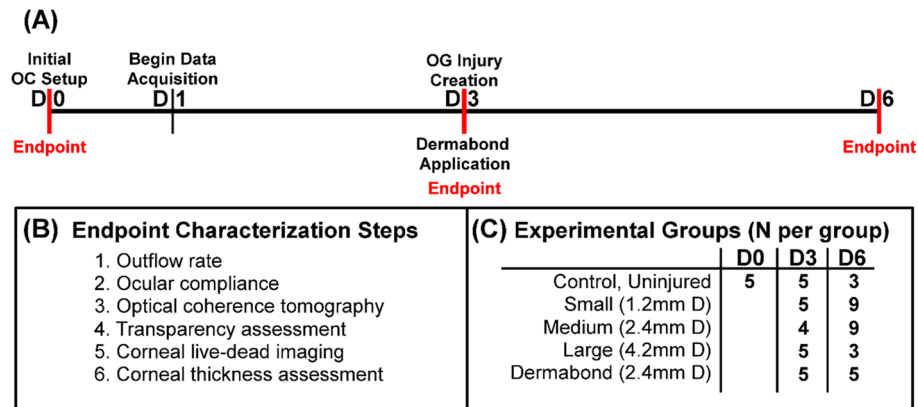 (A)
Initial
OC Setup
D 0
Endpoint
Begin Data
Acquisition
D 1
OG Injury
Creation
D 3
Dermabond
Application
Endpoint
D 6
Endpoint
(B) Endpoint Characterization Steps
1. Outflow rate
2. Ocular compliance
3. Optical coherence tomography
4. Transparency assessment
5. Corneal live-dead imaging
6. Corneal thickness assessment
(C) Experimental Groups (N per group)
D0 D3 D6
Control, Uninjured 5 5 3
Small (1.2mm D) 5 9
Medium (2.4mm D) 4 9
Large (4.2mm D) 5 3
Dermabond (2.4mm D) 5 5